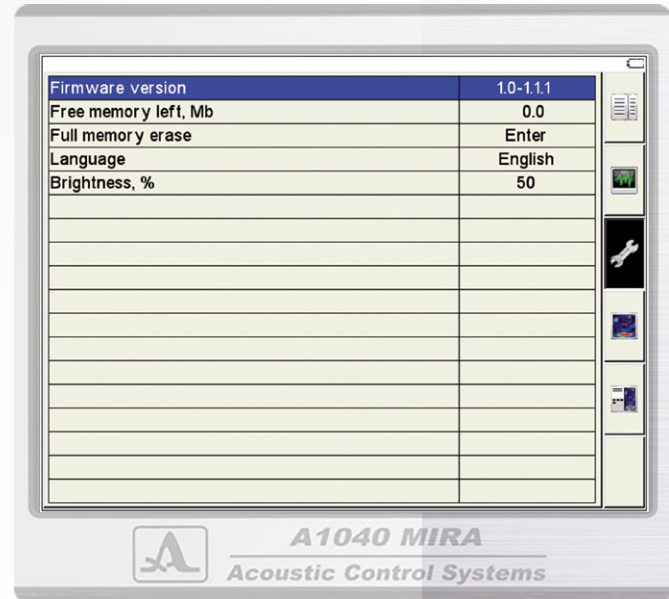 Firmware version 1.0-1.1.1
Free memory left, Mb 0.0
Full memory erase Enter
Language English
Brightness, % 50
A1040 MIRA
Acoustic Control Systems